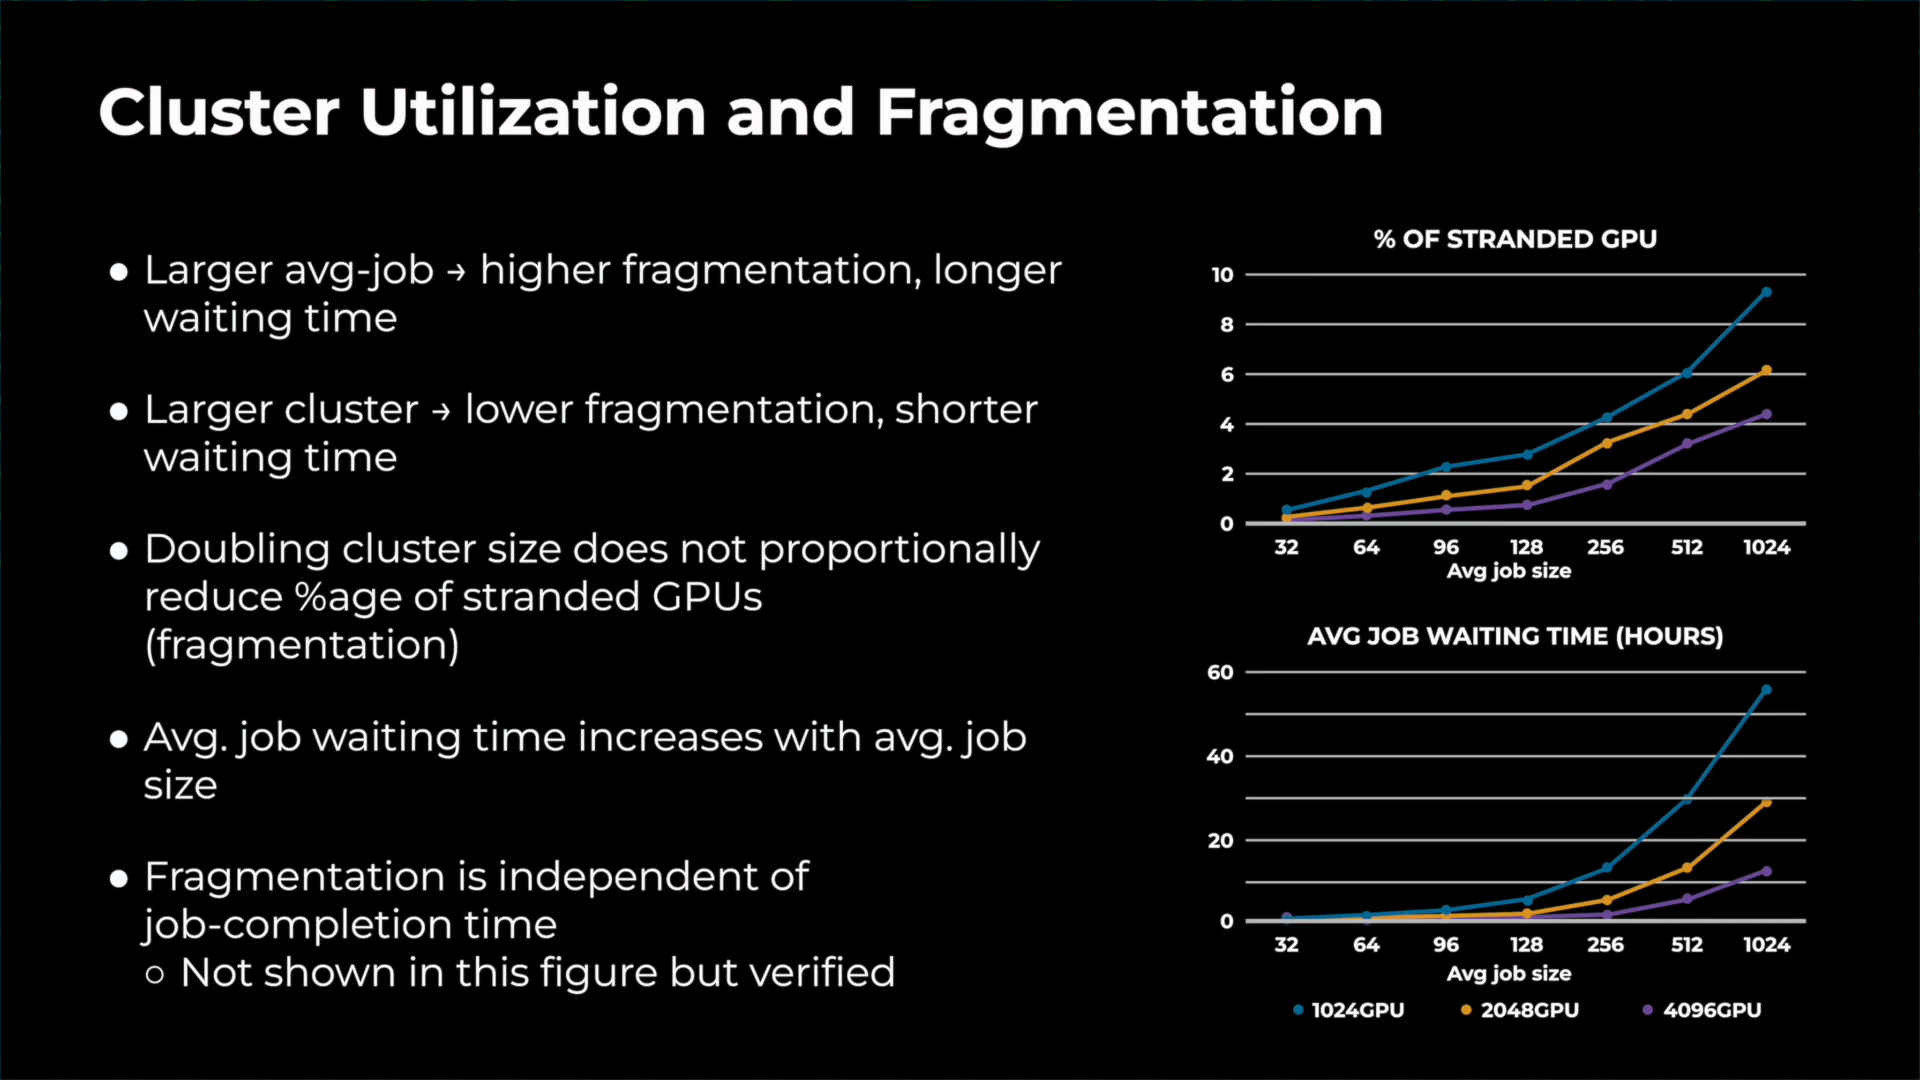 Cluster Utilization and Fragmentation
● Larger avg-job → higher fragmentation, longer
waiting time
● Larger cluster → lower fragmentation, shorter
waiting time
● Doubling cluster size does not proportionally
reduce %age of stranded GPUs
(fragmentation)
● Avg. job waiting time increases with avg. job
size
● Fragmentation is independent of
job-completion time
○ Not shown in this figure but verified
% OF STRANDED GPU
10
8
6
4
2
0
32 64 96 128 256 512 1024
Avg job size
AVG JOB WAITING TIME (HOURS)
60
40
20
0
32 64 96 128 256 512 1024
Avg job size
1024GPU 2048GPU 4096GPU